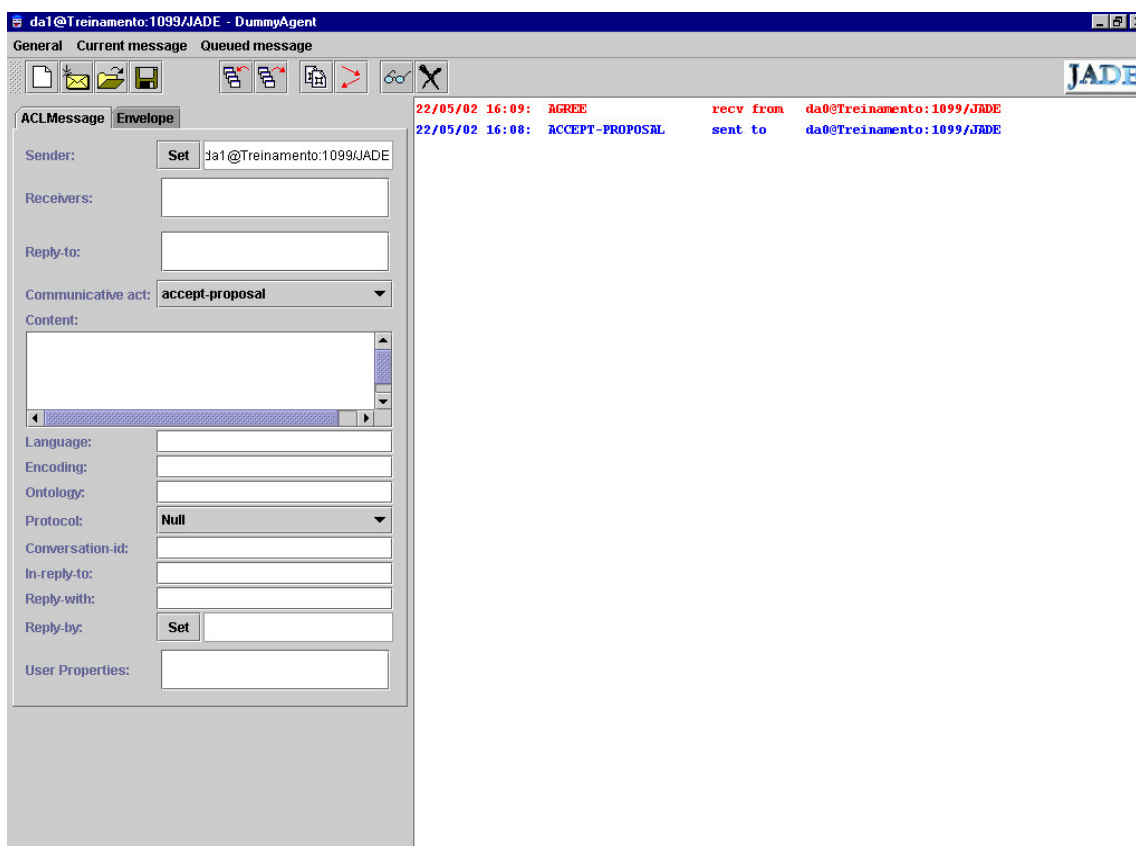 da1@Treinamento:1099/JADE - DummyAgent
General Current message Queued message
JADE
ACLMessage Envelope
Sender: Set da1@Treinamento:1099/JADE
Receivers:
Reply-to:
Communicative act: accept-proposal
Content:
Language:
Encoding:
Ontology:
Protocol: Null
Conversation-id:
In-reply-to:
Reply-with:
Reply-by: Set
User Properties:
22/05/02 16:09: AGREE recv from da0@Treinamento:1099/JADE
22/05/02 16:08: ACCEPT-PROPOSAL sent to da0@Treinamento:1099/JADE